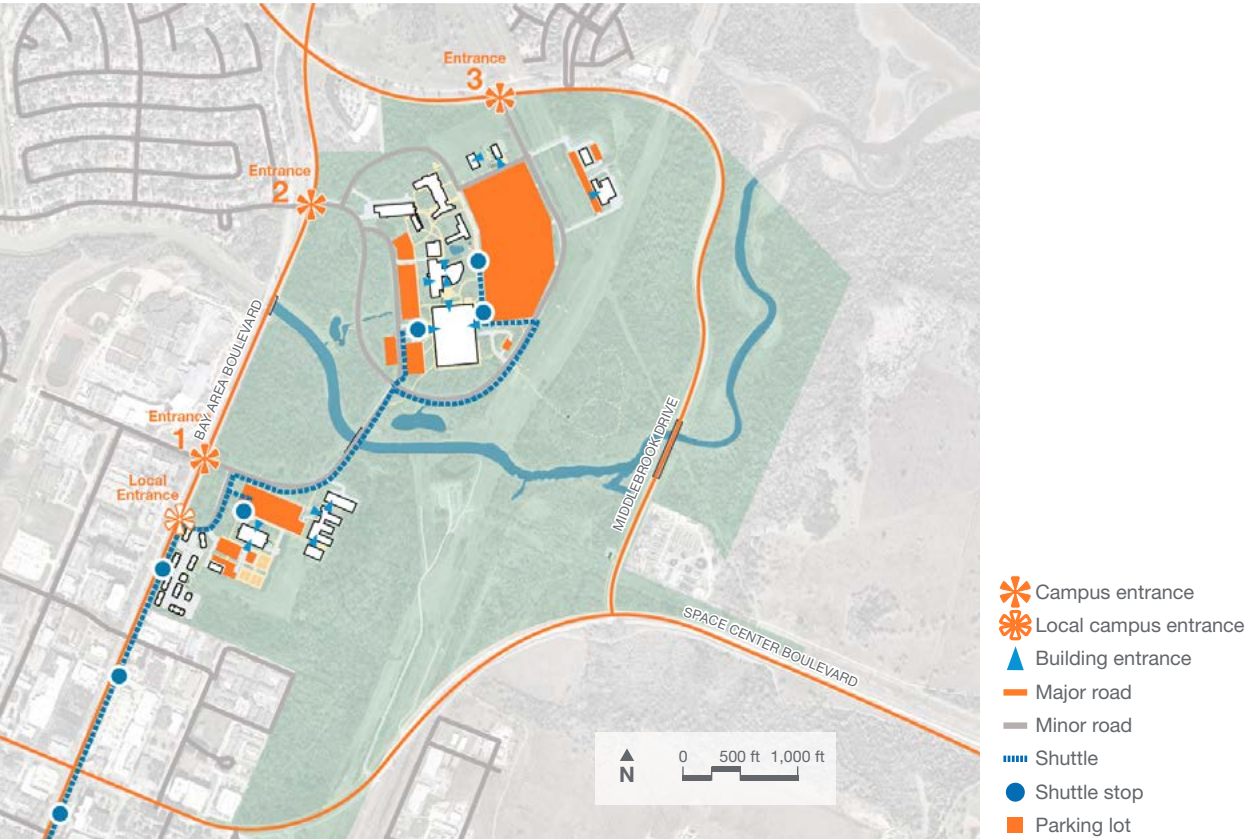 Entrance
3
Entrance
2
BAY AREA BOULEVARD
Entrance
1
Local
Entrance
MIDDLEBROOK DRIVE
SPACE CENTER BOULEVARD
N
0 500 ft 1,000 ft
Campus entrance
Local campus entrance
Building entrance
Major road
Minor road
Shuttle
Shuttle stop
Parking lot